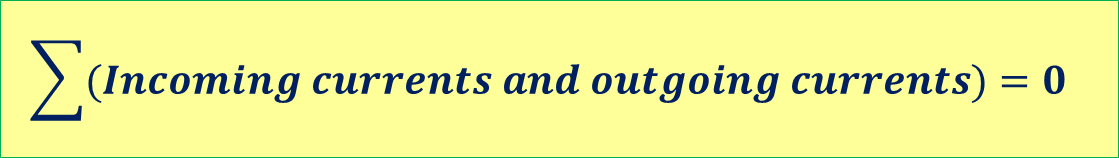 ∑(Incoming currents and outgoing currents) = 0